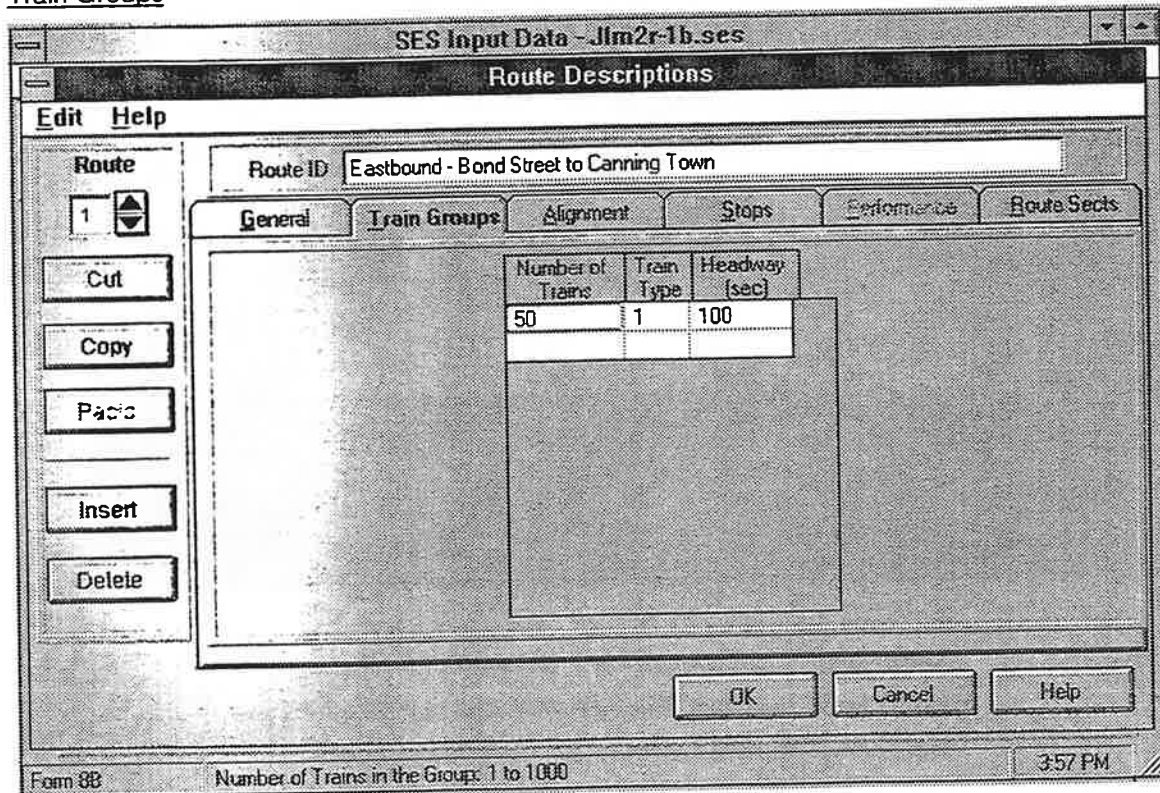 Train Groups
SES Input Data - Jlm2r-1b.ses
Route Descriptions
Edit Help
Route
Route ID Eastbound - Bond Street to Canning Town
1
General Train Groups Alignment Stops Performance Route Sects
Cut
Copy
Paste
Insert
Delete
Number of Trains Train Type Headway (sec)
50 1 100
OK Cancel Help
Form 8B Number of Trains in the Group: 1 to 1000 3:57 PM